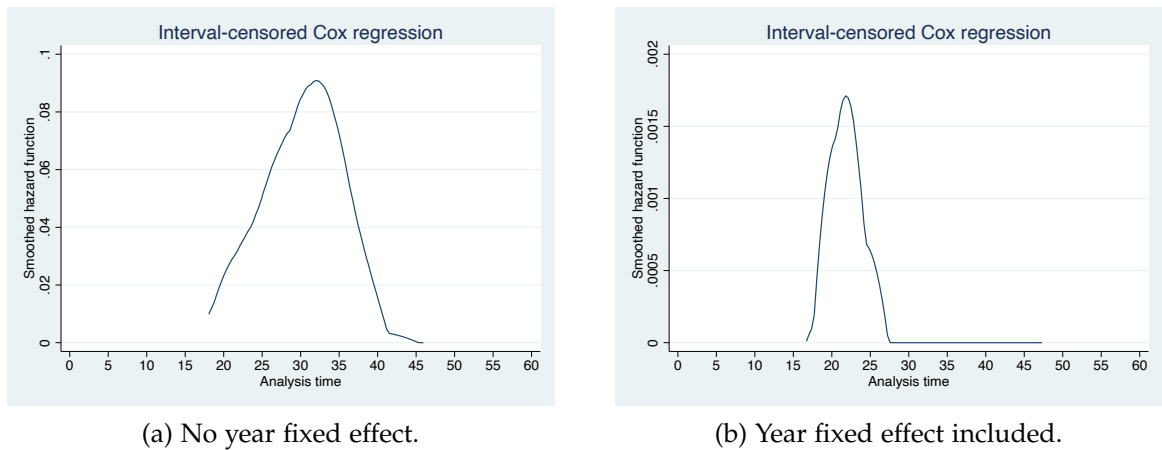 Interval-censored Cox regression
Smoothed hazard function
.1
.08
.06
.04
.02
0
0 5 10 15 20 25 30 35 40 45 50 55 60
Analysis time
(a) No year fixed effect.
Interval-censored Cox regression
Smoothed hazard function
.002
.0015
.001
.0005
0
0 5 10 15 20 25 30 35 40 45 50 55 60
Analysis time
(b) Year fixed effect included.